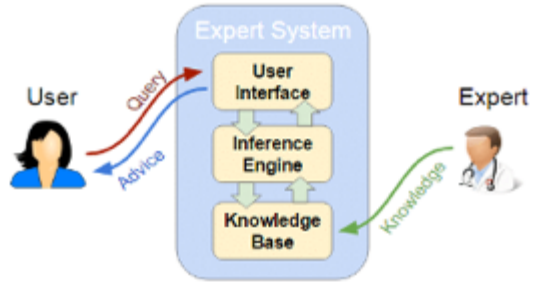 Expert System
User
Query
Advice
User
Interface
Inference
Engine
Knowledge
Base
Expert
Knowledge